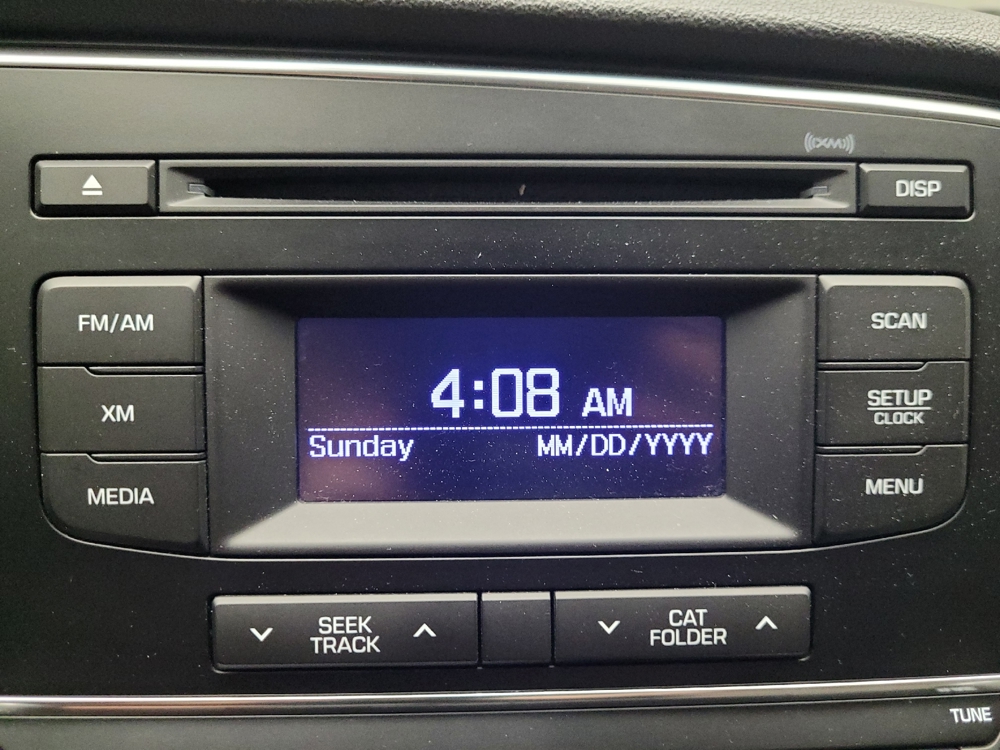 ((XM))
DISP
FM/AM
SCAN
4:08 AM
XM
SETUP
CLOCK
Sunday MM/DD/YYYY
MEDIA
MENU
SEEK
TRACK
CAT
FOLDER
TUNE